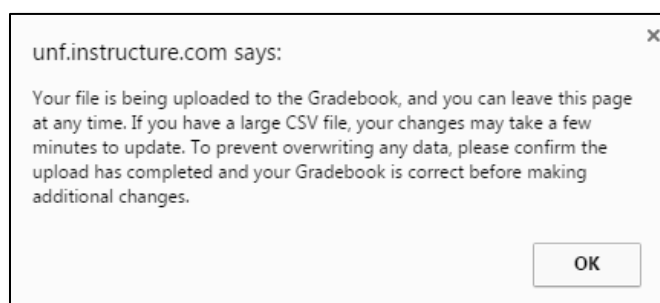 unf.instructure.com says:
Your file is being uploaded to the Gradebook, and you can leave this page
at any time. If you have a large CSV file, your changes may take a few
minutes to update. To prevent overwriting any data, please confirm the
upload has completed and your Gradebook is correct before making
additional changes.
OK